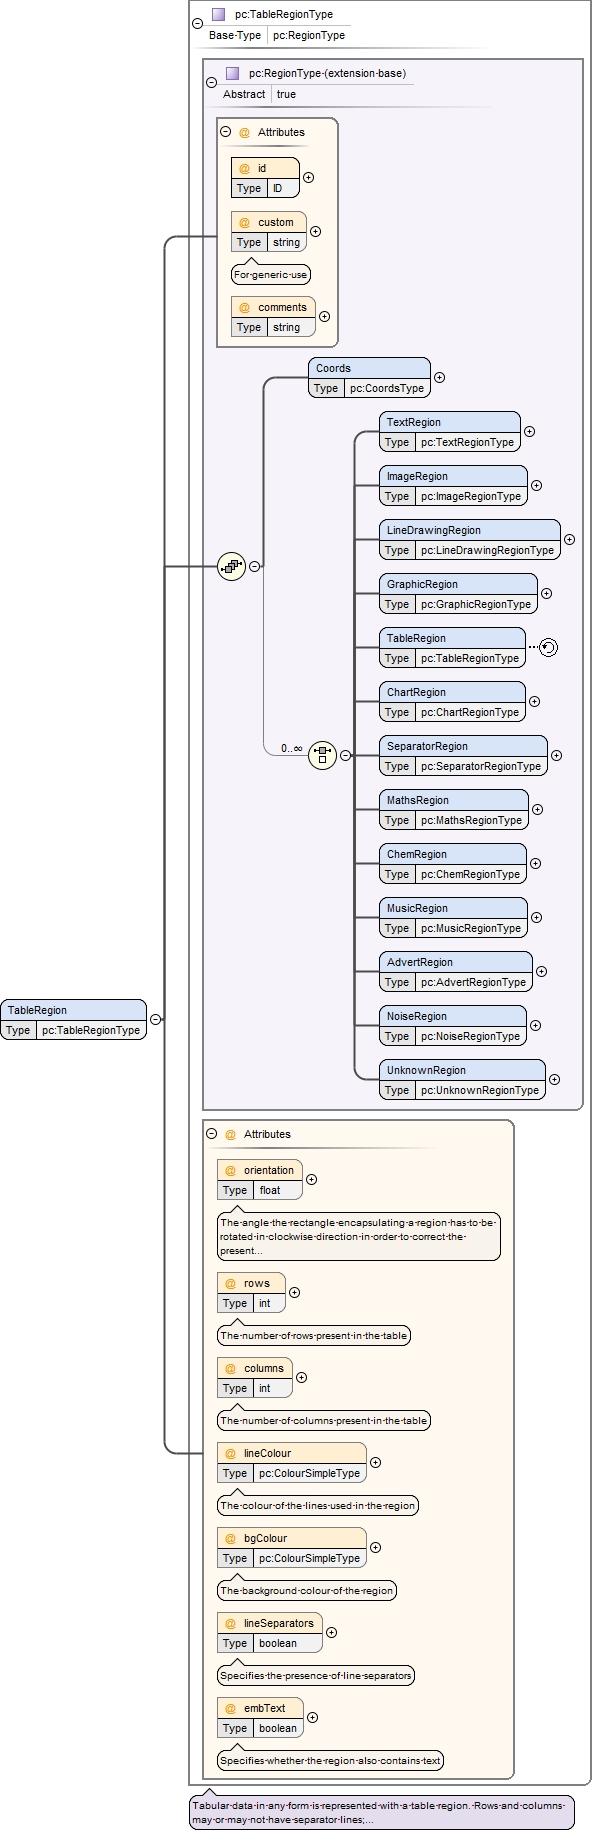 pc:TableRegionType
Base Type pc:RegionType
pc:RegionType (extension base)
Abstract true
@ Attributes
@ id
Type ID
@ custom
Type string
For generic use
@ comments
Type string
Coords
Type pc:CoordsType
TextRegion
Type pc:TextRegionType
ImageRegion
Type pc:ImageRegionType
LineDrawingRegion
Type pc:LineDrawingRegionType
GraphicRegion
Type pc:GraphicRegionType
TableRegion
Type pc:TableRegionType
ChartRegion
Type pc:ChartRegionType
0..∞
SeparatorRegion
Type pc:SeparatorRegionType
MathsRegion
Type pc:MathsRegionType
ChemRegion
Type pc:ChemRegionType
MusicRegion
Type pc:MusicRegionType
AdvertRegion
Type pc:AdvertRegionType
NoiseRegion
Type pc:NoiseRegionType
UnknownRegion
Type pc:UnknownRegionType
TableRegion
Type pc:TableRegionType
@ Attributes
@ orientation
Type float
The angle the rectangle encapsulating a region has to be
rotated in clockwise direction in order to correct the
present...
@ rows
Type int
The number of rows present in the table
@ columns
Type int
The number of columns present in the table
@ lineColour
Type pc:ColourSimpleType
The colour of the lines used in the region
@ bgColour
Type pc:ColourSimpleType
The background colour of the region
@ lineSeparators
Type boolean
Specifies the presence of line separators
@ embText
Type boolean
Specifies whether the region also contains text
Tabular data in any form is represented with a table region. Rows and columns
may or may not have separator lines;...